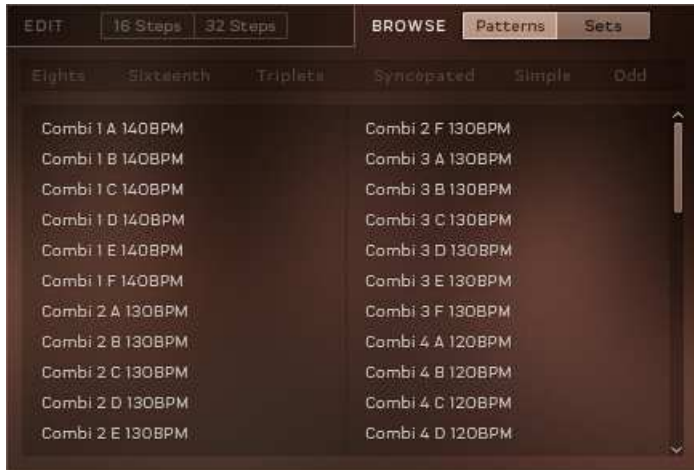 EDIT 16 Steps 32 Steps BROWSE Patterns Sets
Eights Sixteenth Triplets Syncopated Simple Odd
Combi 1 A 140BPM
Combi 1 B 140BPM
Combi 1 C 140BPM
Combi 1 D 140BPM
Combi 1 E 140BPM
Combi 1 F 140BPM
Combi 2 A 130BPM
Combi 2 B 130BPM
Combi 2 C 130BPM
Combi 2 D 130BPM
Combi 2 E 130BPM
Combi 2 F 130BPM
Combi 3 A 130BPM
Combi 3 B 130BPM
Combi 3 C 130BPM
Combi 3 D 130BPM
Combi 3 E 130BPM
Combi 3 F 130BPM
Combi 4 A 120BPM
Combi 4 B 120BPM
Combi 4 C 120BPM
Combi 4 D 120BPM